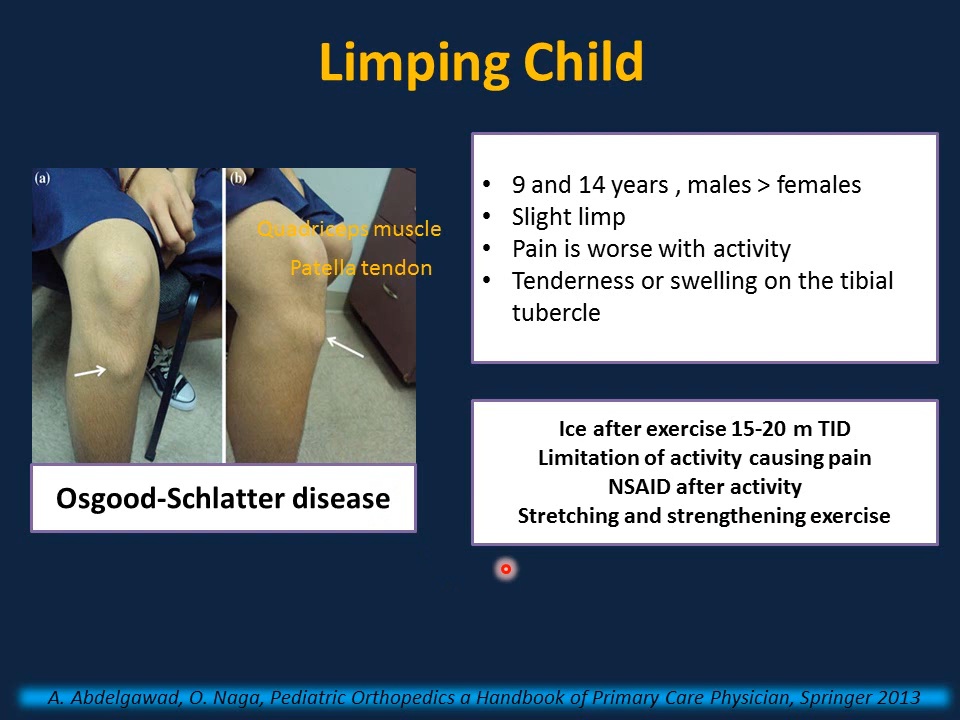 Limping Child
(a)
(b)
Quadriceps muscle
Patella tendon
Osgood-Schlatter disease
• 9 and 14 years , males > females
• Slight limp
• Pain is worse with activity
• Tenderness or swelling on the tibial
tubercle
Ice after exercise 15-20 m TID
Limitation of activity causing pain
NSAID after activity
Stretching and strengthening exercise
A. Abdelgawad, O. Naga, Pediatric Orthopedics a Handbook of Primary Care Physician, Springer 2013